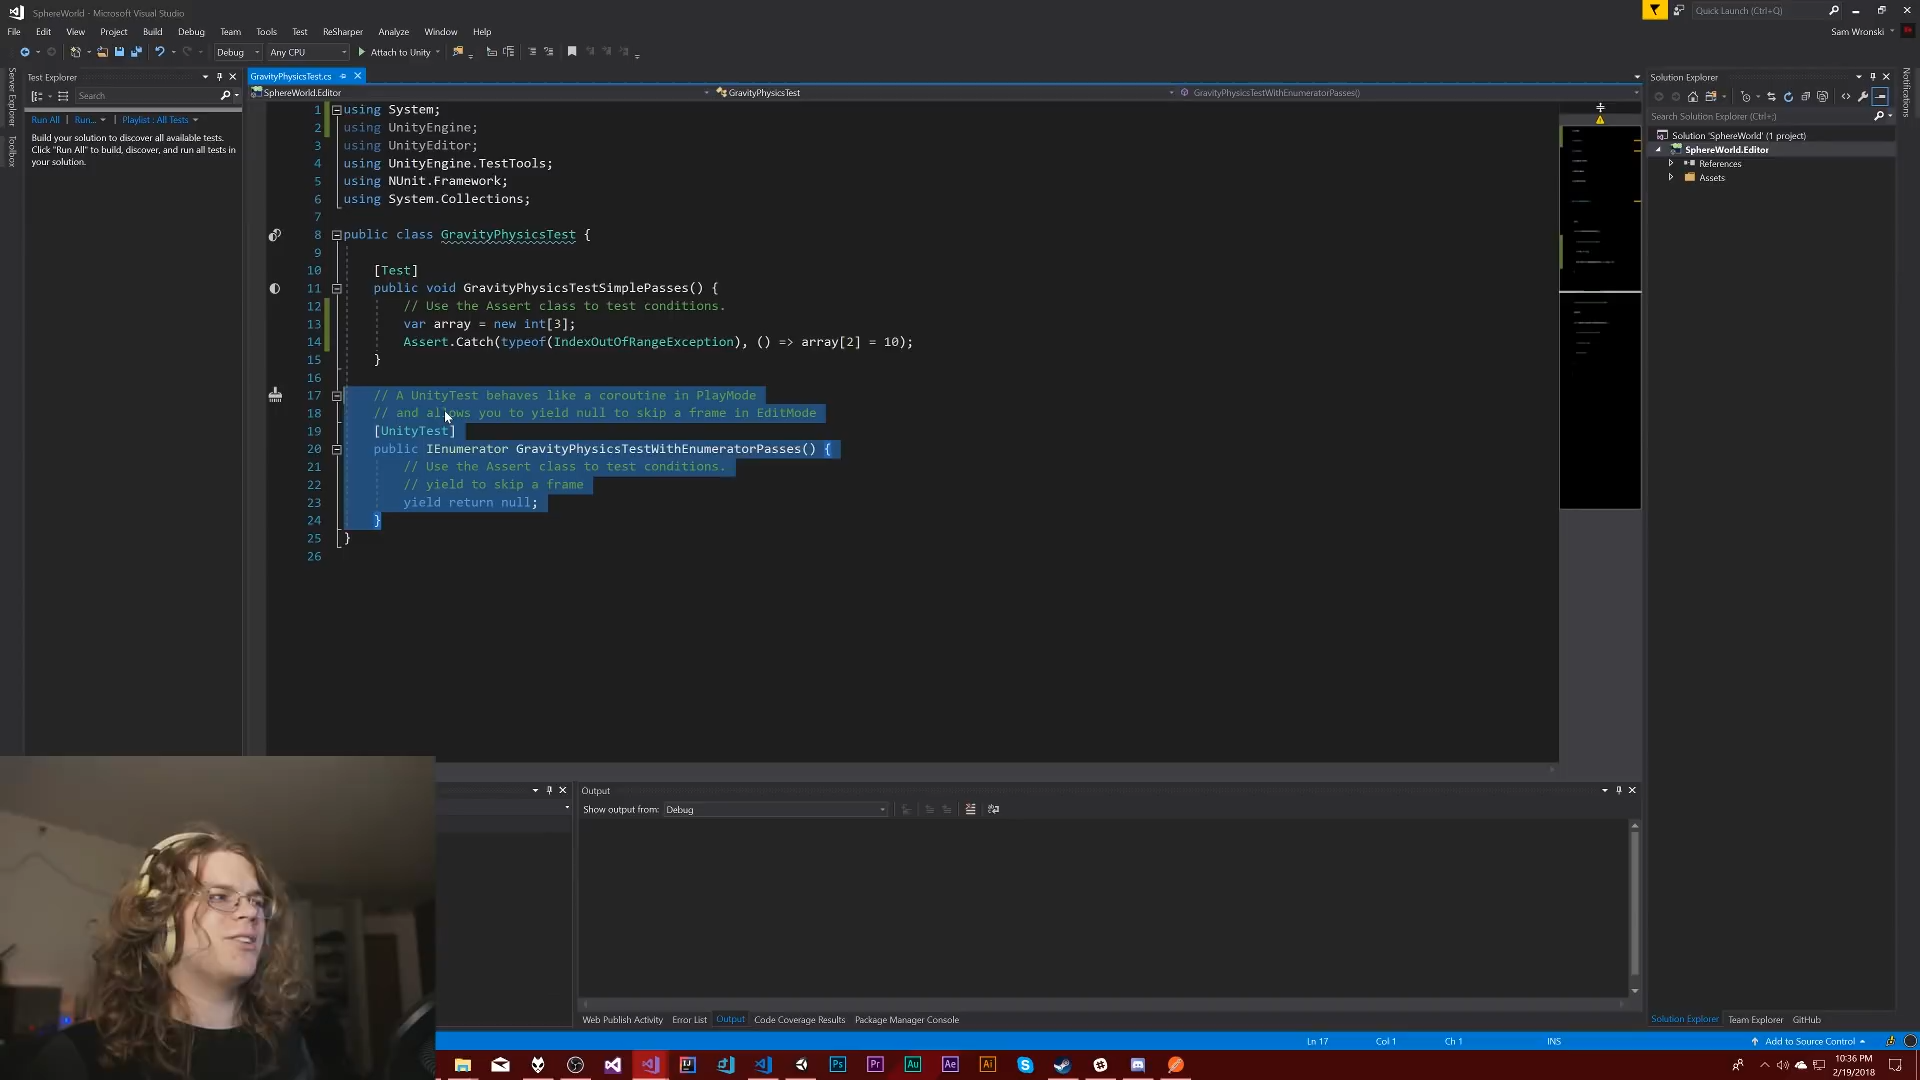 SphereWorld - Microsoft Visual Studio
Quick Launch (Ctrl+Q)
File Edit View Project Build Debug Team Tools Test ReSharper Analyze Window Help
Sam Wronski
Debug Any CPU Attach to Unity
Server Explorer
Toolbox
Test Explorer
Search
Run All Run... Playlist : All Tests
Build your solution to discover all available tests.
Click "Run All" to build, discover, and run all tests in
your solution.
GravityPhysicsTest.cs
SphereWorld.Editor GravityPhysicsTest GravityPhysicsTestWithEnumeratorPasses()
1 using System;
2 using UnityEngine;
3 using UnityEditor;
4 using UnityEngine.TestTools;
5 using NUnit.Framework;
6 using System.Collections;
7
8 public class GravityPhysicsTest {
9
10 [Test]
11 public void GravityPhysicsTestSimplePasses() {
12 // Use the Assert class to test conditions.
13 var array = new int[3];
14 Assert.Catch(typeof(IndexOutOfRangeException), () => array[2] = 10);
15 }
16
17 // A UnityTest behaves like a coroutine in PlayMode
18 // and allows you to yield null to skip a frame in EditMode
19 [UnityTest]
20 public IEnumerator GravityPhysicsTestWithEnumeratorPasses() {
21 // Use the Assert class to test conditions.
22 // yield to skip a frame
23 yield return null;
24 }
25 }
26
Solution Explorer
Search Solution Explorer (Ctrl+;)
Solution 'SphereWorld' (1 project)
SphereWorld.Editor
References
Assets
Notifications
Output
Show output from: Debug
Web Publish Activity Error List Output Code Coverage Results Package Manager Console
Solution Explorer Team Explorer GitHub
Ln 17 Col 1 Ch 1 INS Add to Source Control
Ps Pr Au Ae Ai
10:36 PM
2/19/2018